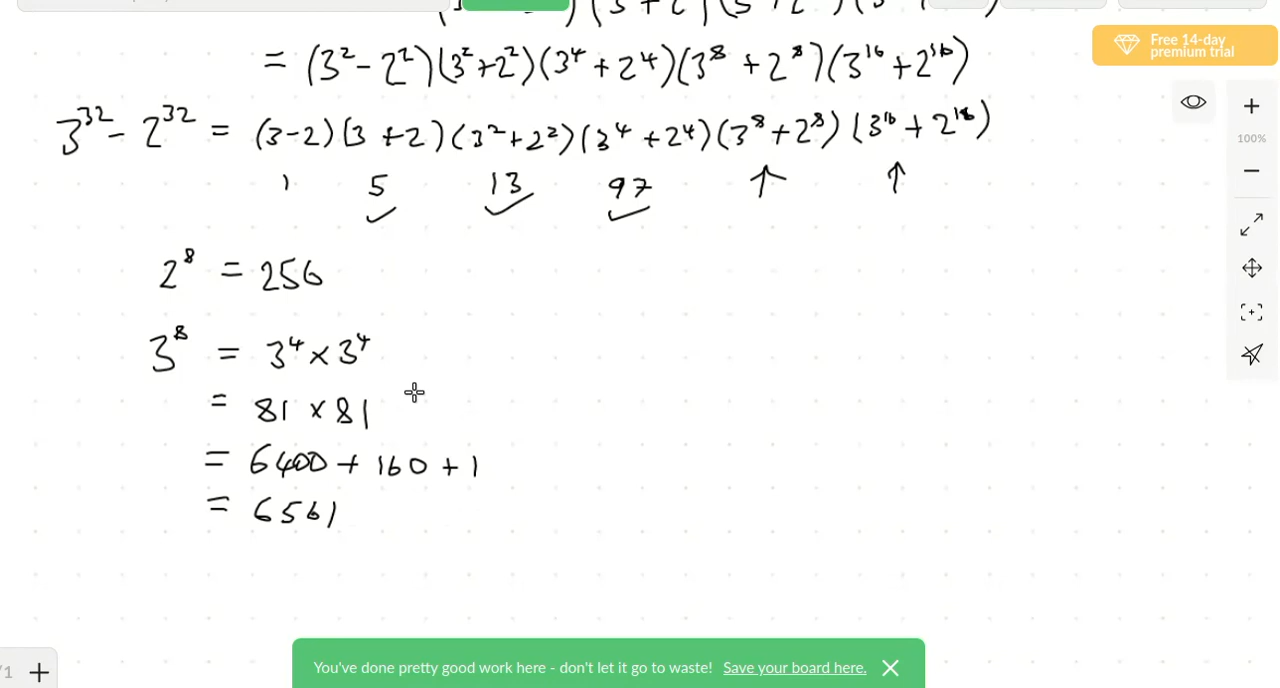 = (3²-2²)(3²+2²)(3⁴+2⁴)(3⁸+2⁸)(3¹⁶+2¹⁶)
3³²-2³² = (3-2)(3+2)(3²+2²)(3⁴+2⁴)(3⁸+2⁸)(3¹⁶+2¹⁶)
1 5 13 97 ↑ ↑
2⁸ = 256
3⁸ = 3⁴×3⁴
= 81×81
= 6400+160+1
= 6561
Free 14-day
premium trial
100%
/1
You've done pretty good work here - don't let it go to waste! Save your board here.